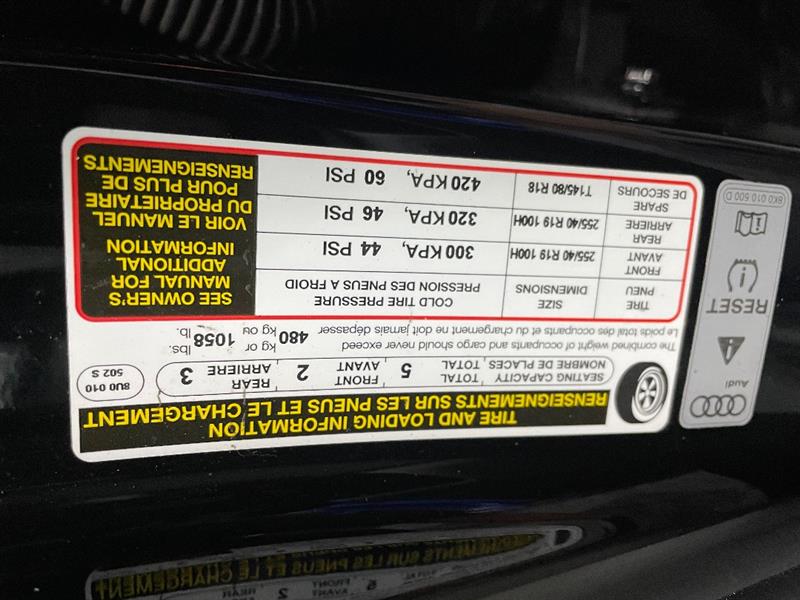 TIRE AND LOADING INFORMATION
RENSEIGNEMENTS SUR LES PNEUS ET LE CHARGEMENT
SEATING CAPACITY TOTAL 5 FRONT 2 REAR 3
NOMBRE DE PLACES TOTAL AVANT ARRIÈRE
8U0 010
502 S
The combined weight of occupants and cargo should never exceed 480 kg or 1058 lbs.
Le poids total des occupants et du chargement ne doit jamais dépasser kg ou lb.
TIRE SIZE COLD TIRE PRESSURE
PNEU DIMENSIONS PRESSION DES PNEUS A FROID
FRONT
AVANT 255/40 R19 100H 300 KPA, 44 PSI
REAR
ARRIÈRE 255/40 R19 100H 320 KPA, 46 PSI
SPARE
DE SECOURS T145/80 R18 420 KPA, 60 PSI
SEE OWNER'S
MANUAL FOR
ADDITIONAL
INFORMATION
VOIR LE MANUEL
DU PROPRIÉTAIRE
POUR PLUS DE
RENSEIGNEMENTS
Audi
RESET
8K0 010 500 D